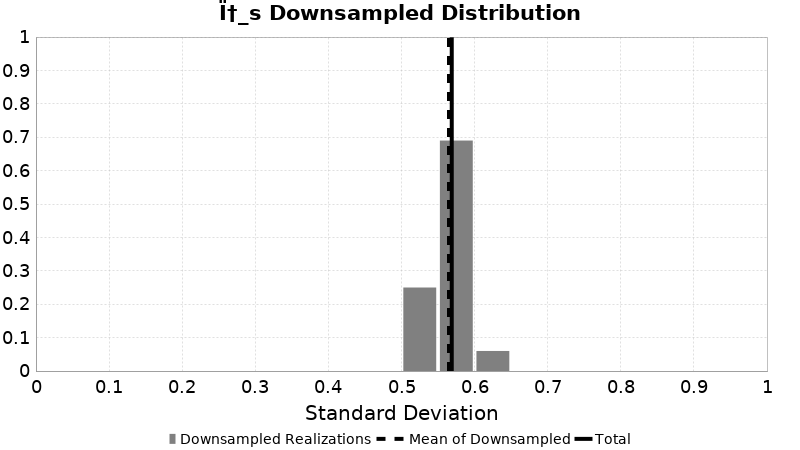 Ï†_s Downsampled Distribution
1
0.9
0.8
0.7
0.6
0.5
0.4
0.3
0.2
0.1
0
0 0.1 0.2 0.3 0.4 0.5 0.6 0.7 0.8 0.9 1
Standard Deviation
Downsampled Realizations Mean of Downsampled Total